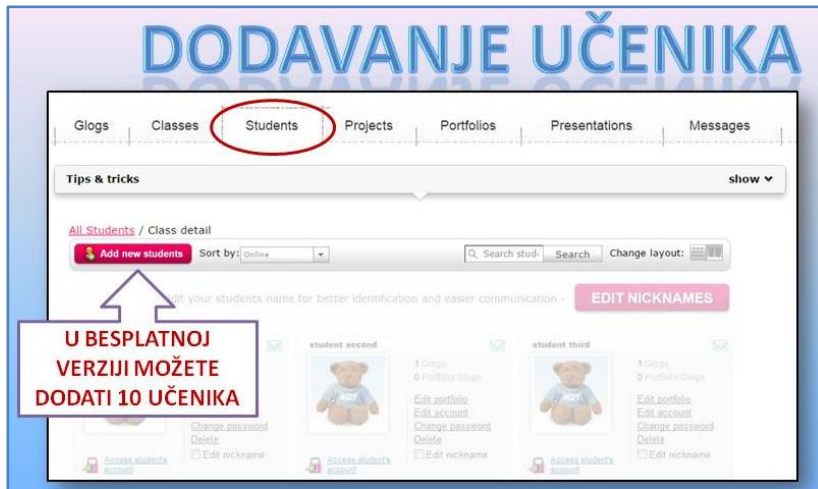 DODAVANJE UČENIKA
Glogs Classes Students Projects Portfolios Presentations Messages
Tips & tricks show
All Students / Class detail
Add new students Sort by: Online Search stud Search Change layout:
dit your students name for better identification and easier communication - EDIT NICKNAMES
U BESPLATNOJ
VERZIJI MOŽETE
DODATI 10 UČENIKA
student second student third
1 Glogs 1 Glogs
0 Portfolio Glogs 0 Portfolio Glogs
Edit portfolio Edit portfolio
Edit account Edit account
Change password Change password Change password
Delete Delete Delete
Edit nickname Edit nickname Edit nickname
Access student's Access student's Access student's
account account account